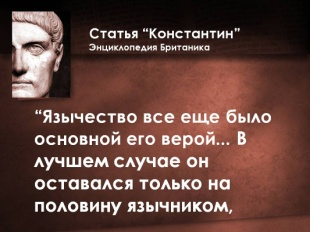 Статья “Константин”
Энциклопедия Британика
“Язычество все еще было
основной его верой... В
лучшем случае он
оставался только на
половину язычником,